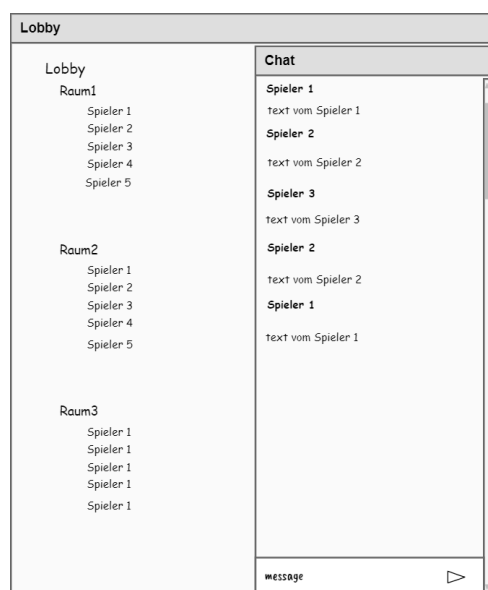 Lobby
Lobby
Raum1
Spieler 1
Spieler 2
Spieler 3
Spieler 4
Spieler 5
Raum2
Spieler 1
Spieler 2
Spieler 3
Spieler 4
Spieler 5
Raum3
Spieler 1
Spieler 1
Spieler 1
Spieler 1
Spieler 1
Chat
Spieler 1
text vom Spieler 1
Spieler 2
text vom Spieler 2
Spieler 3
text vom Spieler 3
Spieler 2
text vom Spieler 2
Spieler 1
text vom Spieler 1
message